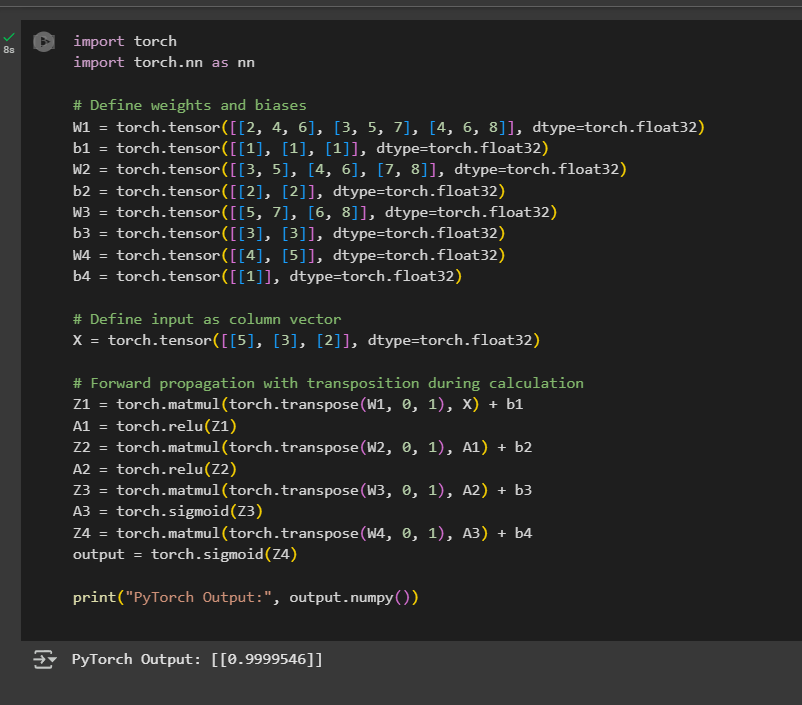 import torch
8s
import torch.nn as nn
# Define weights and biases
W1 = torch.tensor([[2, 4, 6], [3, 5, 7], [4, 6, 8]], dtype=torch.float32)
b1 = torch.tensor([[1], [1], [1]], dtype=torch.float32)
W2 = torch.tensor([[3, 5], [4, 6], [7, 8]], dtype=torch.float32)
b2 = torch.tensor([[2], [2]], dtype=torch.float32)
W3 = torch.tensor([[5, 7], [6, 8]], dtype=torch.float32)
b3 = torch.tensor([[3], [3]], dtype=torch.float32)
W4 = torch.tensor([[4], [5]], dtype=torch.float32)
b4 = torch.tensor([[1]], dtype=torch.float32)
# Define input as column vector
X = torch.tensor([[5], [3], [2]], dtype=torch.float32)
# Forward propagation with transposition during calculation
Z1 = torch.matmul(torch.transpose(W1, 0, 1), X) + b1
A1 = torch.relu(Z1)
Z2 = torch.matmul(torch.transpose(W2, 0, 1), A1) + b2
A2 = torch.relu(Z2)
Z3 = torch.matmul(torch.transpose(W3, 0, 1), A2) + b3
A3 = torch.sigmoid(Z3)
Z4 = torch.matmul(torch.transpose(W4, 0, 1), A3) + b4
output = torch.sigmoid(Z4)
print("PyTorch Output:", output.numpy())
PyTorch Output: [[0.9999546]]